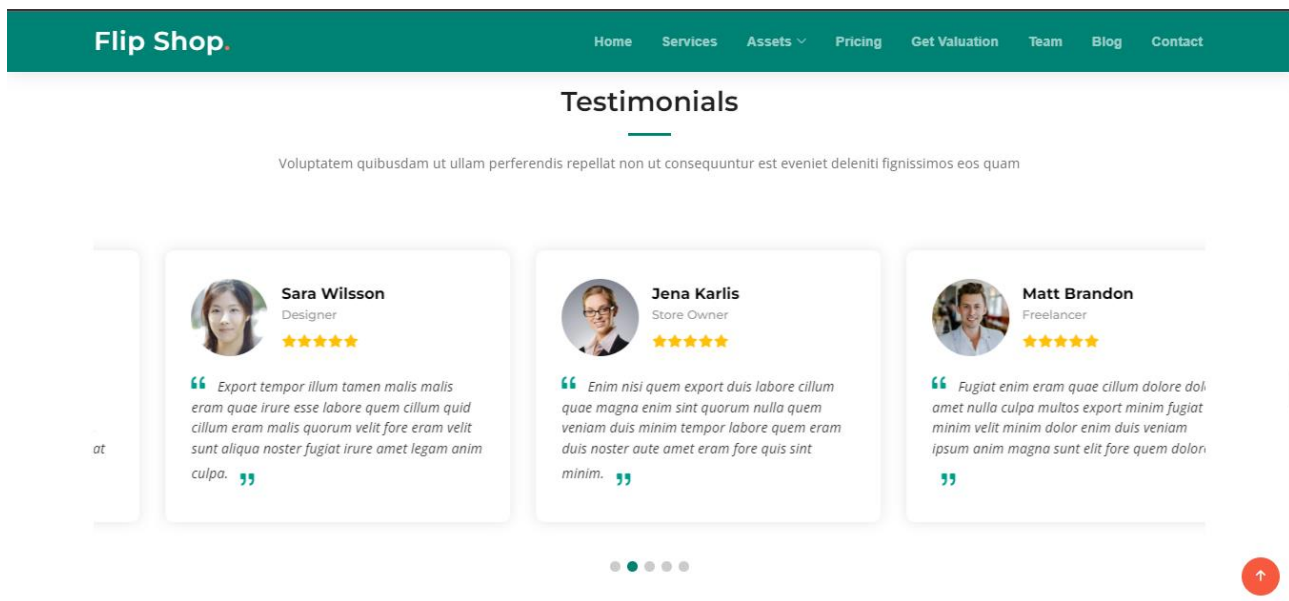 Flip Shop.
Home Services Assets Pricing Get Valuation Team Blog Contact
Testimonials
Voluptatem quibusdam ut ullam perferendis repellat non ut consequuntur est eveniet deleniti fignissimos eos quam
at
Sara Wilsson
Designer
“ Export tempor illum tamen malis malis
eram quae irure esse labore quem cillum quid
cillum eram malis quorum velit fore eram velit
sunt aliqua noster fugiat irure amet legam anim
culpa. ”
Jena Karlis
Store Owner
“ Enim nisi quem export duis labore cillum
quae magna enim sint quorum nulla quem
veniam duis minim tempor labore quem eram
duis noster aute amet eram fore quis sint
minim. ”
Matt Brandon
Freelancer
“ Fugiat enim eram quae cillum dolore
amet nulla culpa multos export minim fugiat
minim velit minim dolor enim duis veniam
ipsum anim magna sunt elit fore quem
”